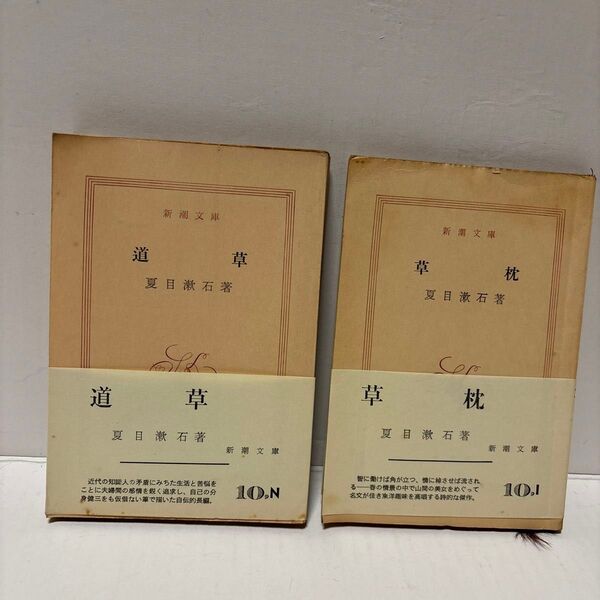 新潮文庫
道草
夏目漱石著
道草
夏目漱石著
新潮文庫
近代の知識人の矛盾にみちた生活と苦悩を
ことに夫婦間の感情を鋭く追求し、自己の分
身健三をも仮借ない筆で描いた自伝的長編。
10,N
新潮文庫
草枕
夏目漱石著
草枕
夏目漱石著
新潮文庫
智に働けば角が立つ、情に棹させば流され
る――春の情景の中で山間の美女をめぐって
名文が佳き東洋趣味を高唱する詩的な傑作。
10,I